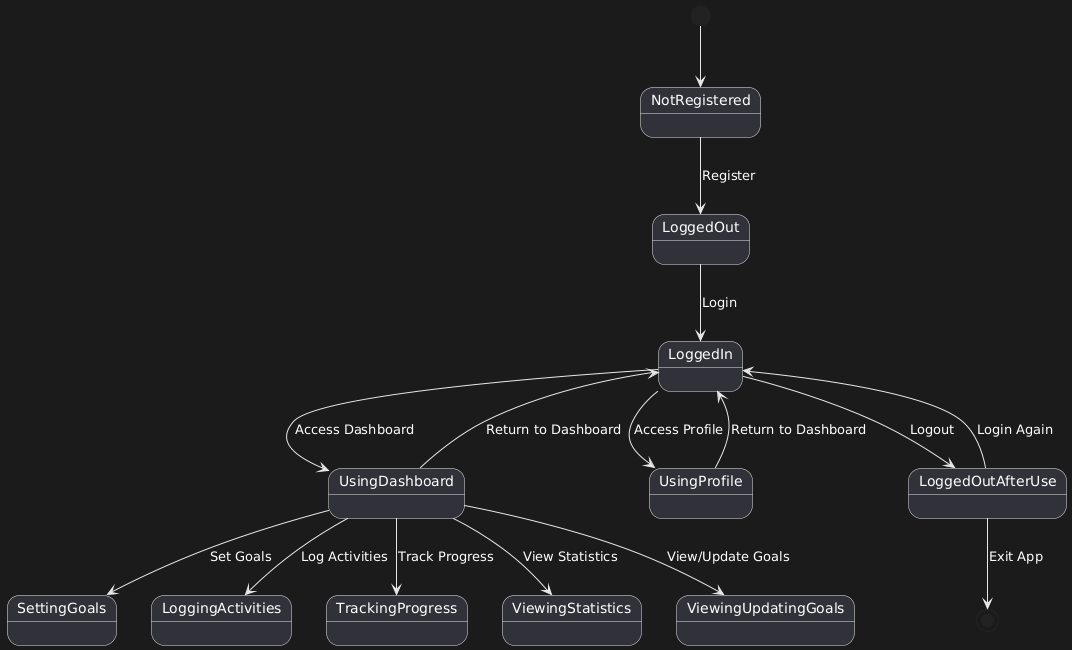 NotRegistered
Register
LoggedOut
Login
LoggedIn
Access Dashboard
Return to Dashboard
Access Profile
Return to Dashboard
Logout
Login Again
UsingDashboard
UsingProfile
LoggedOutAfterUse
Set Goals
Log Activities
Track Progress
View Statistics
View/Update Goals
Exit App
SettingGoals
LoggingActivities
TrackingProgress
ViewingStatistics
ViewingUpdatingGoals